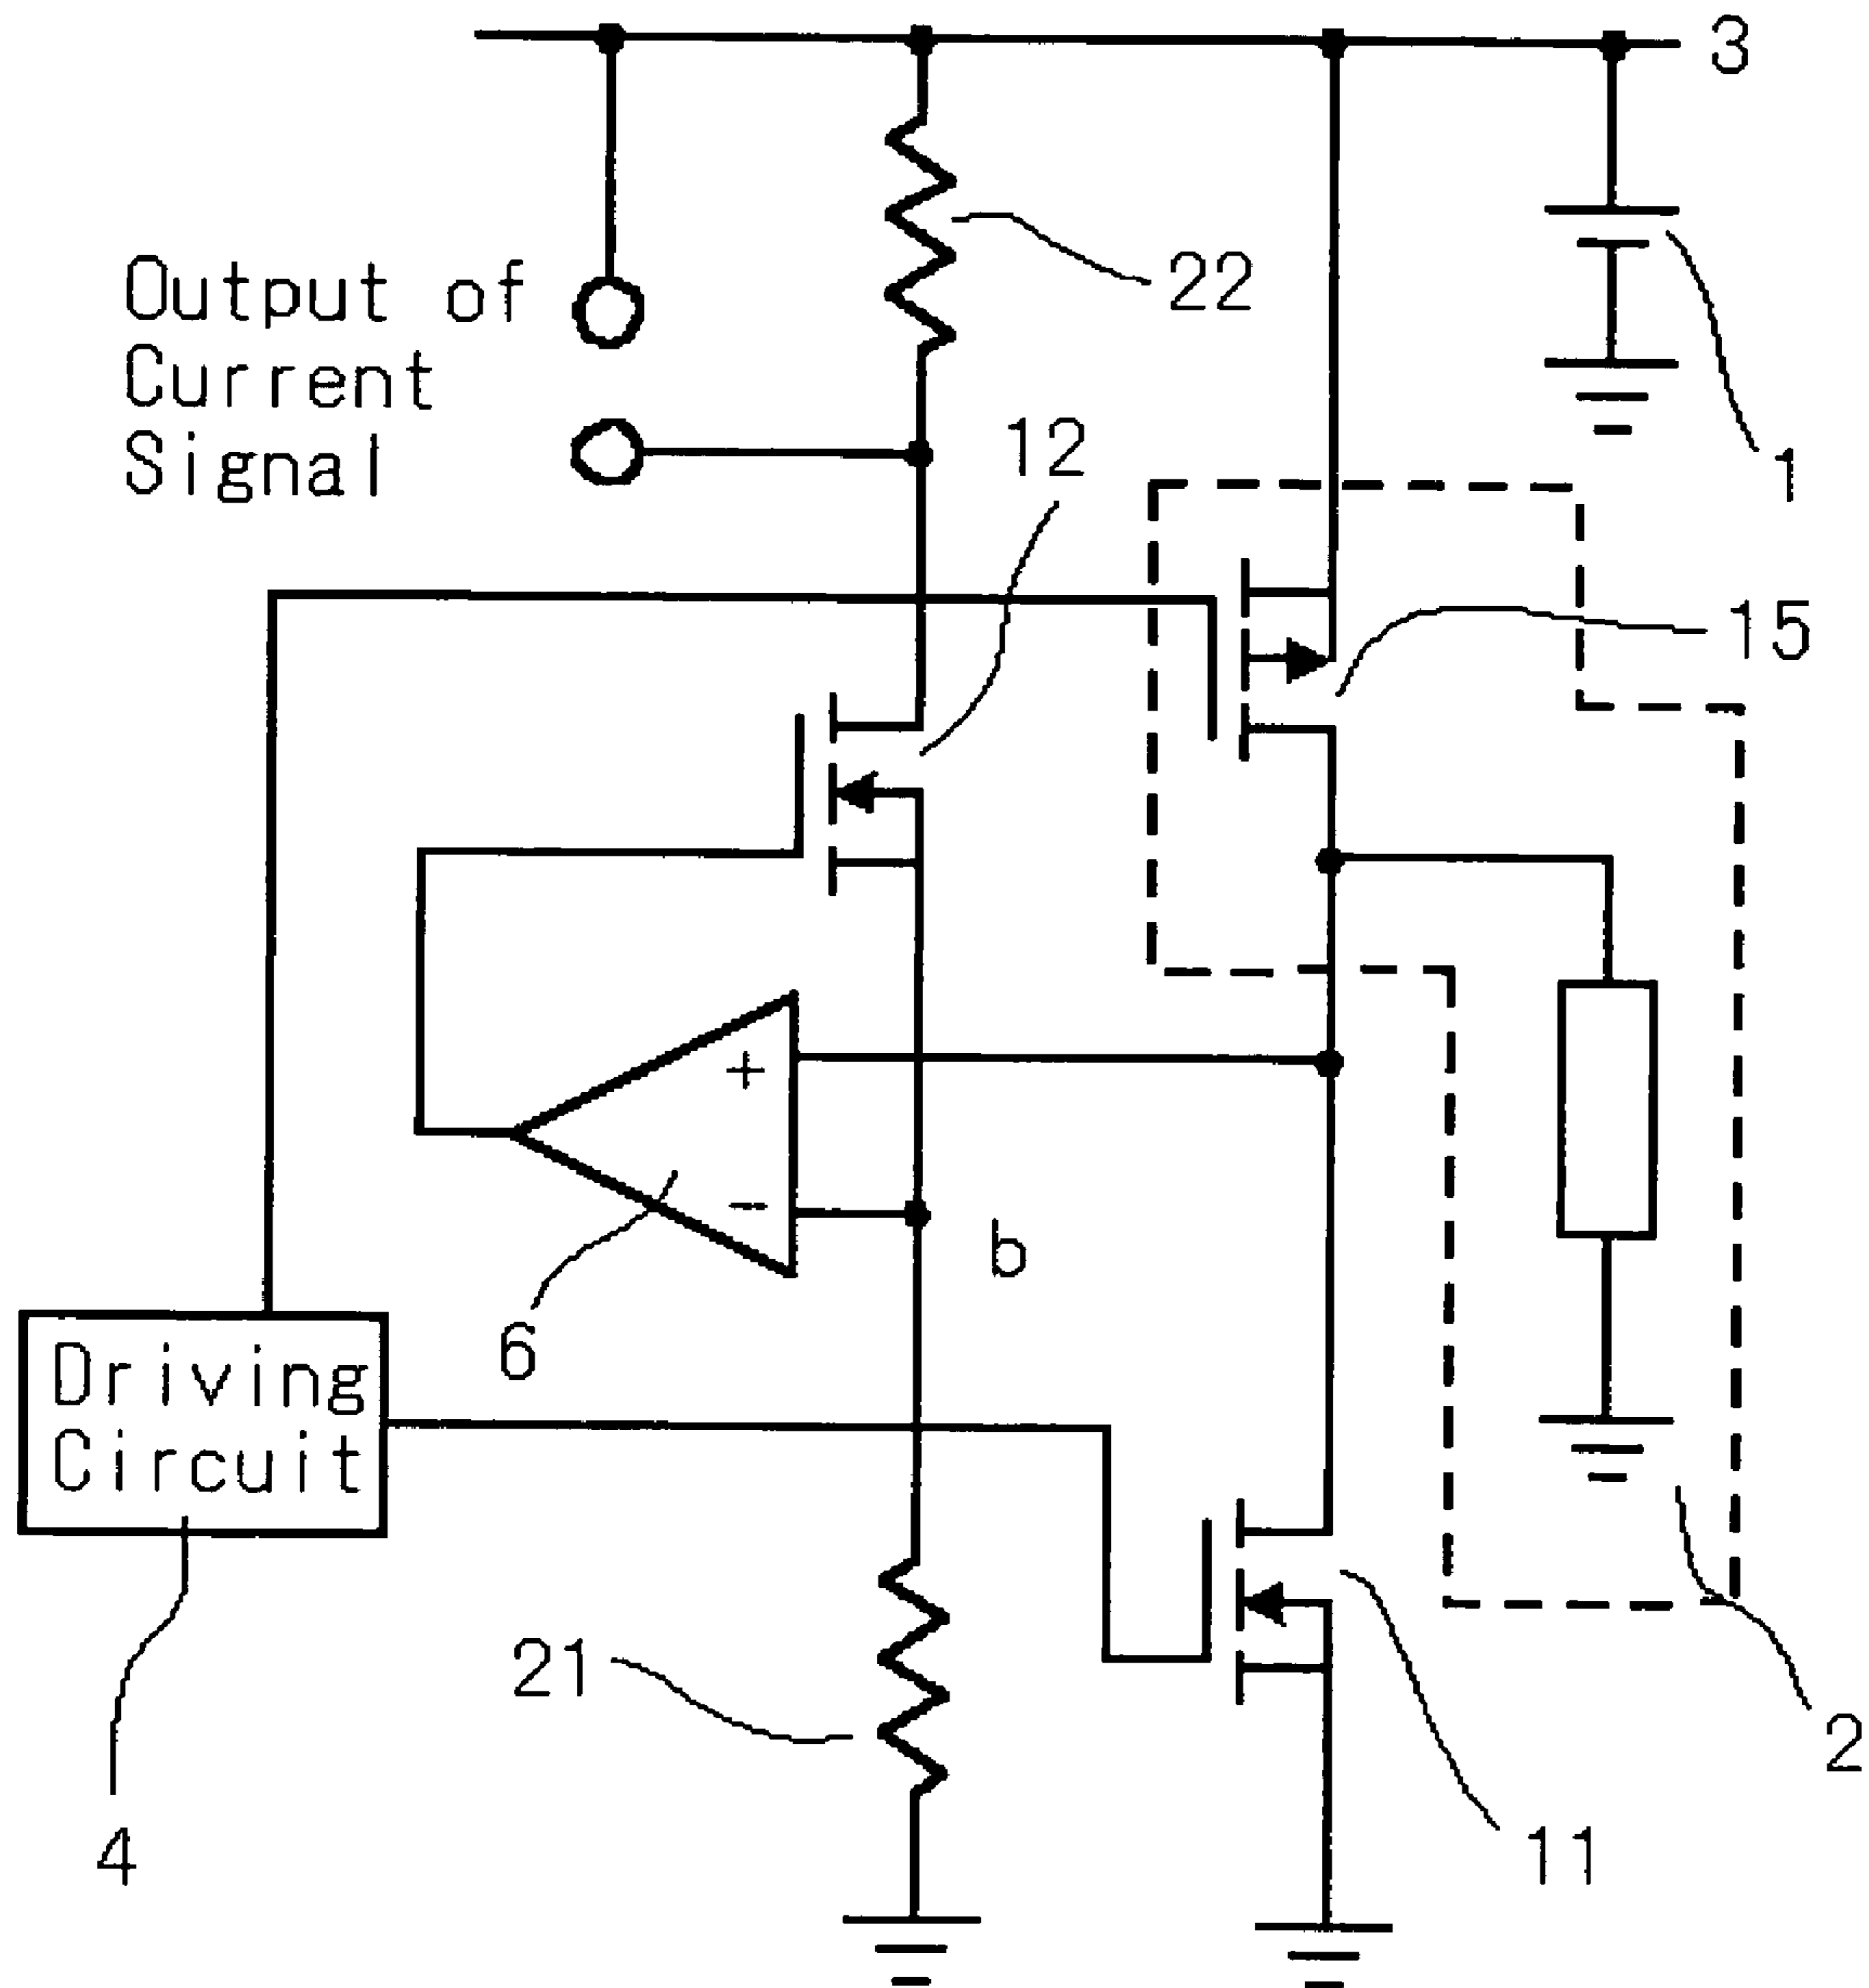 3
Output of
Current
Signal
22
12
1
15
+
-
b
6
Driving
Circuit
21
2
11
4